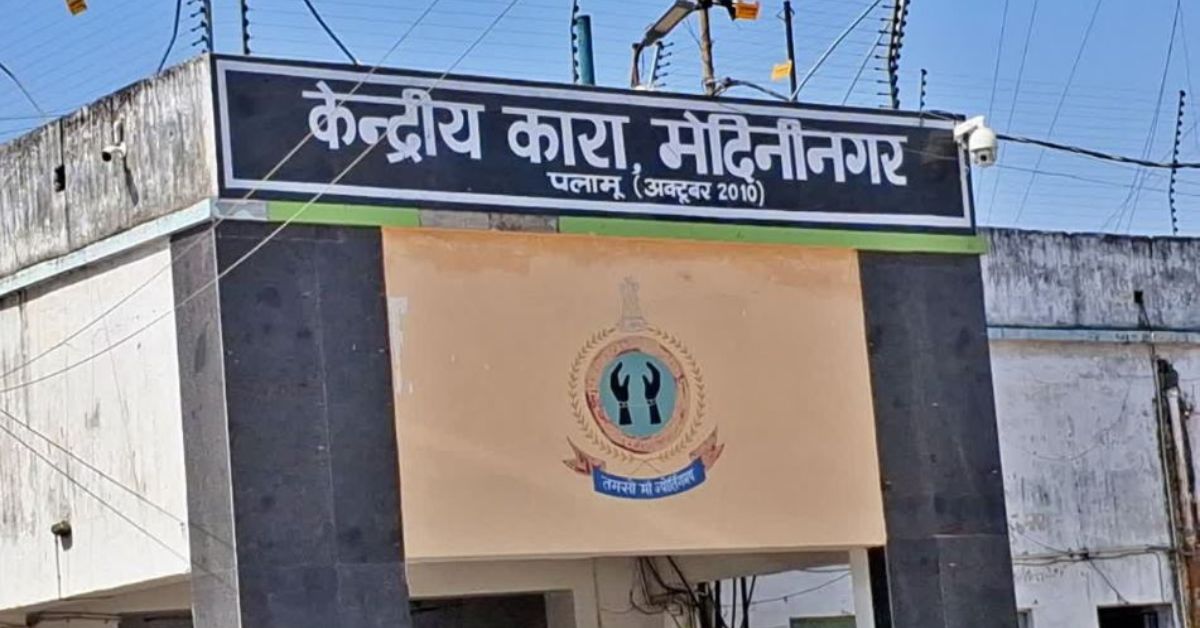 केन्द्रीय कारा, मेदिनीनगर
पलामू (अक्टूबर 2010)
तमसो मां ज्योतिर्गमय